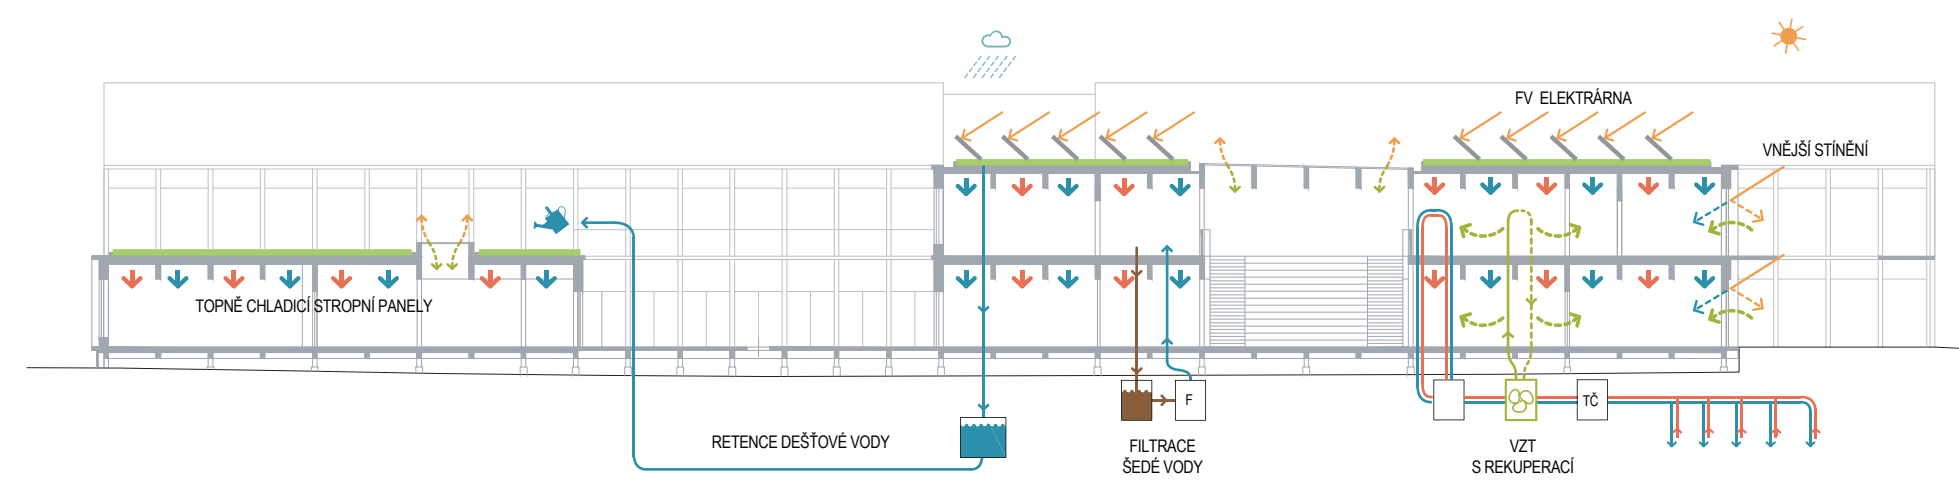 FV ELEKTRÁRNA
VNĚJŠÍ STÍNĚNÍ
TOPNĚ CHLADICÍ STROPNÍ PANELY
F
TČ
RETENCE DEŠŤOVÉ VODY
FILTRACE
ŠEDÉ VODY
VZT
S REKUPERACÍ